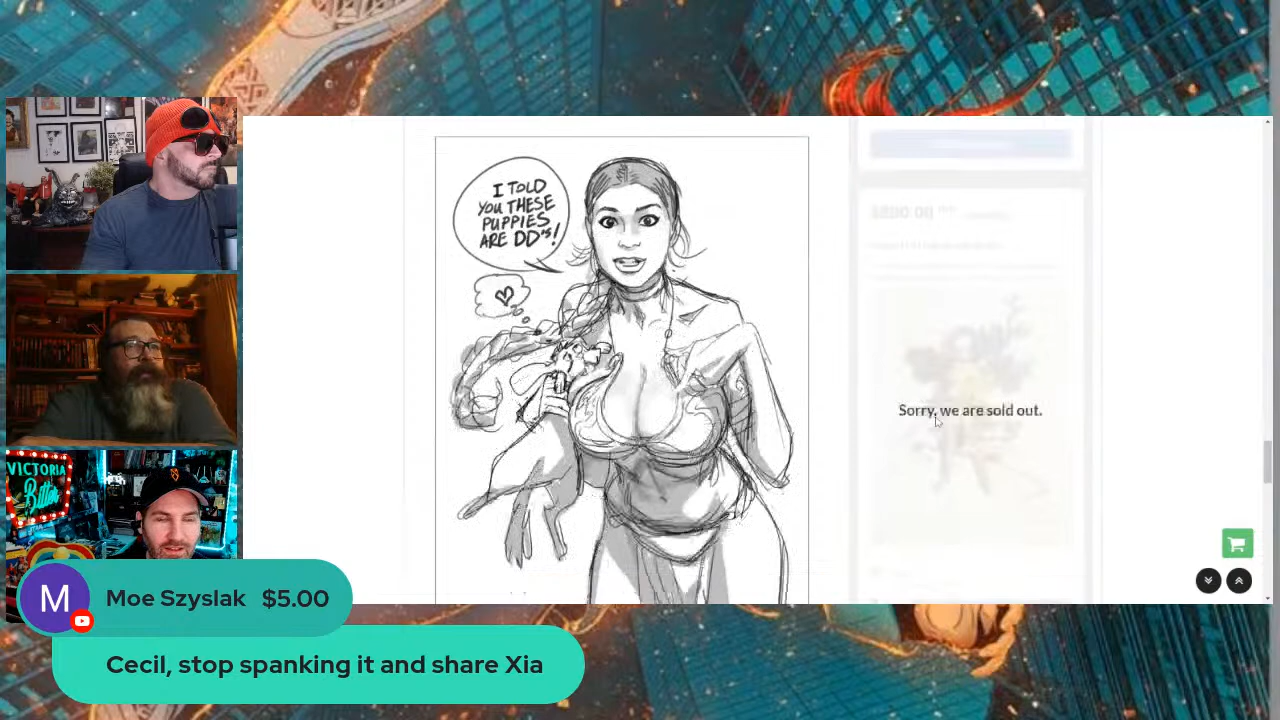 I TOLD
YOU THESE
PUPPIES
ARE DD'S!
Sorry, we are sold out.
VICTORIA
Bitter
M
Moe Szyslak $5.00
Cecil, stop spanking it and share Xia